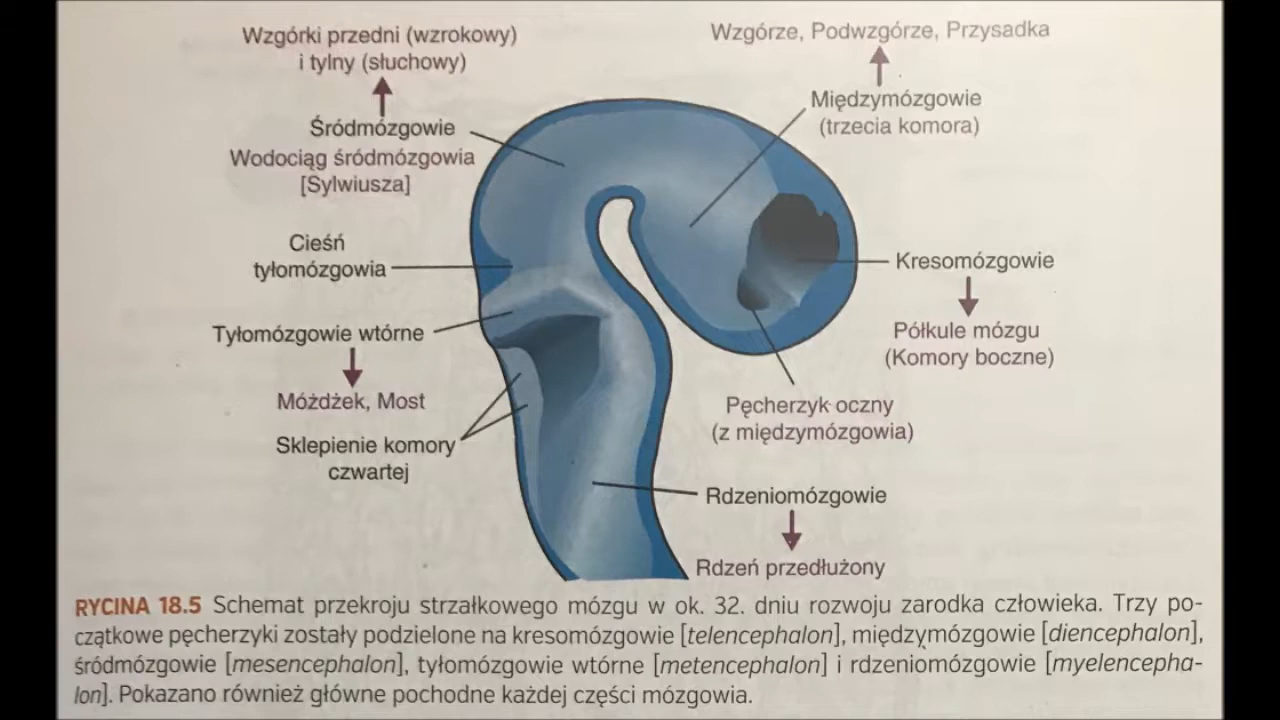 Wzgórki przedni (wzrokowy)
i tylny (słuchowy)
Śródmózgowie
Wodociąg śródmózgowia
[Sylwiusza]
Cieśń
tyłomózgowia
Tyłomózgowie wtórne
Móżdżek, Most
Sklepienie komory
czwartej
Wzgórze, Podwzgórze, Przysadka
Międzymózgowie
(trzecia komora)
Kresomózgowie
Półkule mózgu
(Komory boczne)
Pęcherzyk oczny
(z międzymózgowia)
Rdzeniomózgowie
Rdzeń przedłużony
RYCINA 18.5 Schemat przekroju strzałkowego mózgu w ok. 32. dniu rozwoju zarodka człowieka. Trzy po-
czątkowe pęcherzyki zostały podzielone na kresomózgowie [telencephalon], międzymózgowie [diencephalon],
śródmózgowie [mesencephalon], tyłomózgowie wtórne [metencephalon] i rdzeniomózgowie [myelencepha-
lon]. Pokazano również główne pochodne każdej części mózgowia.